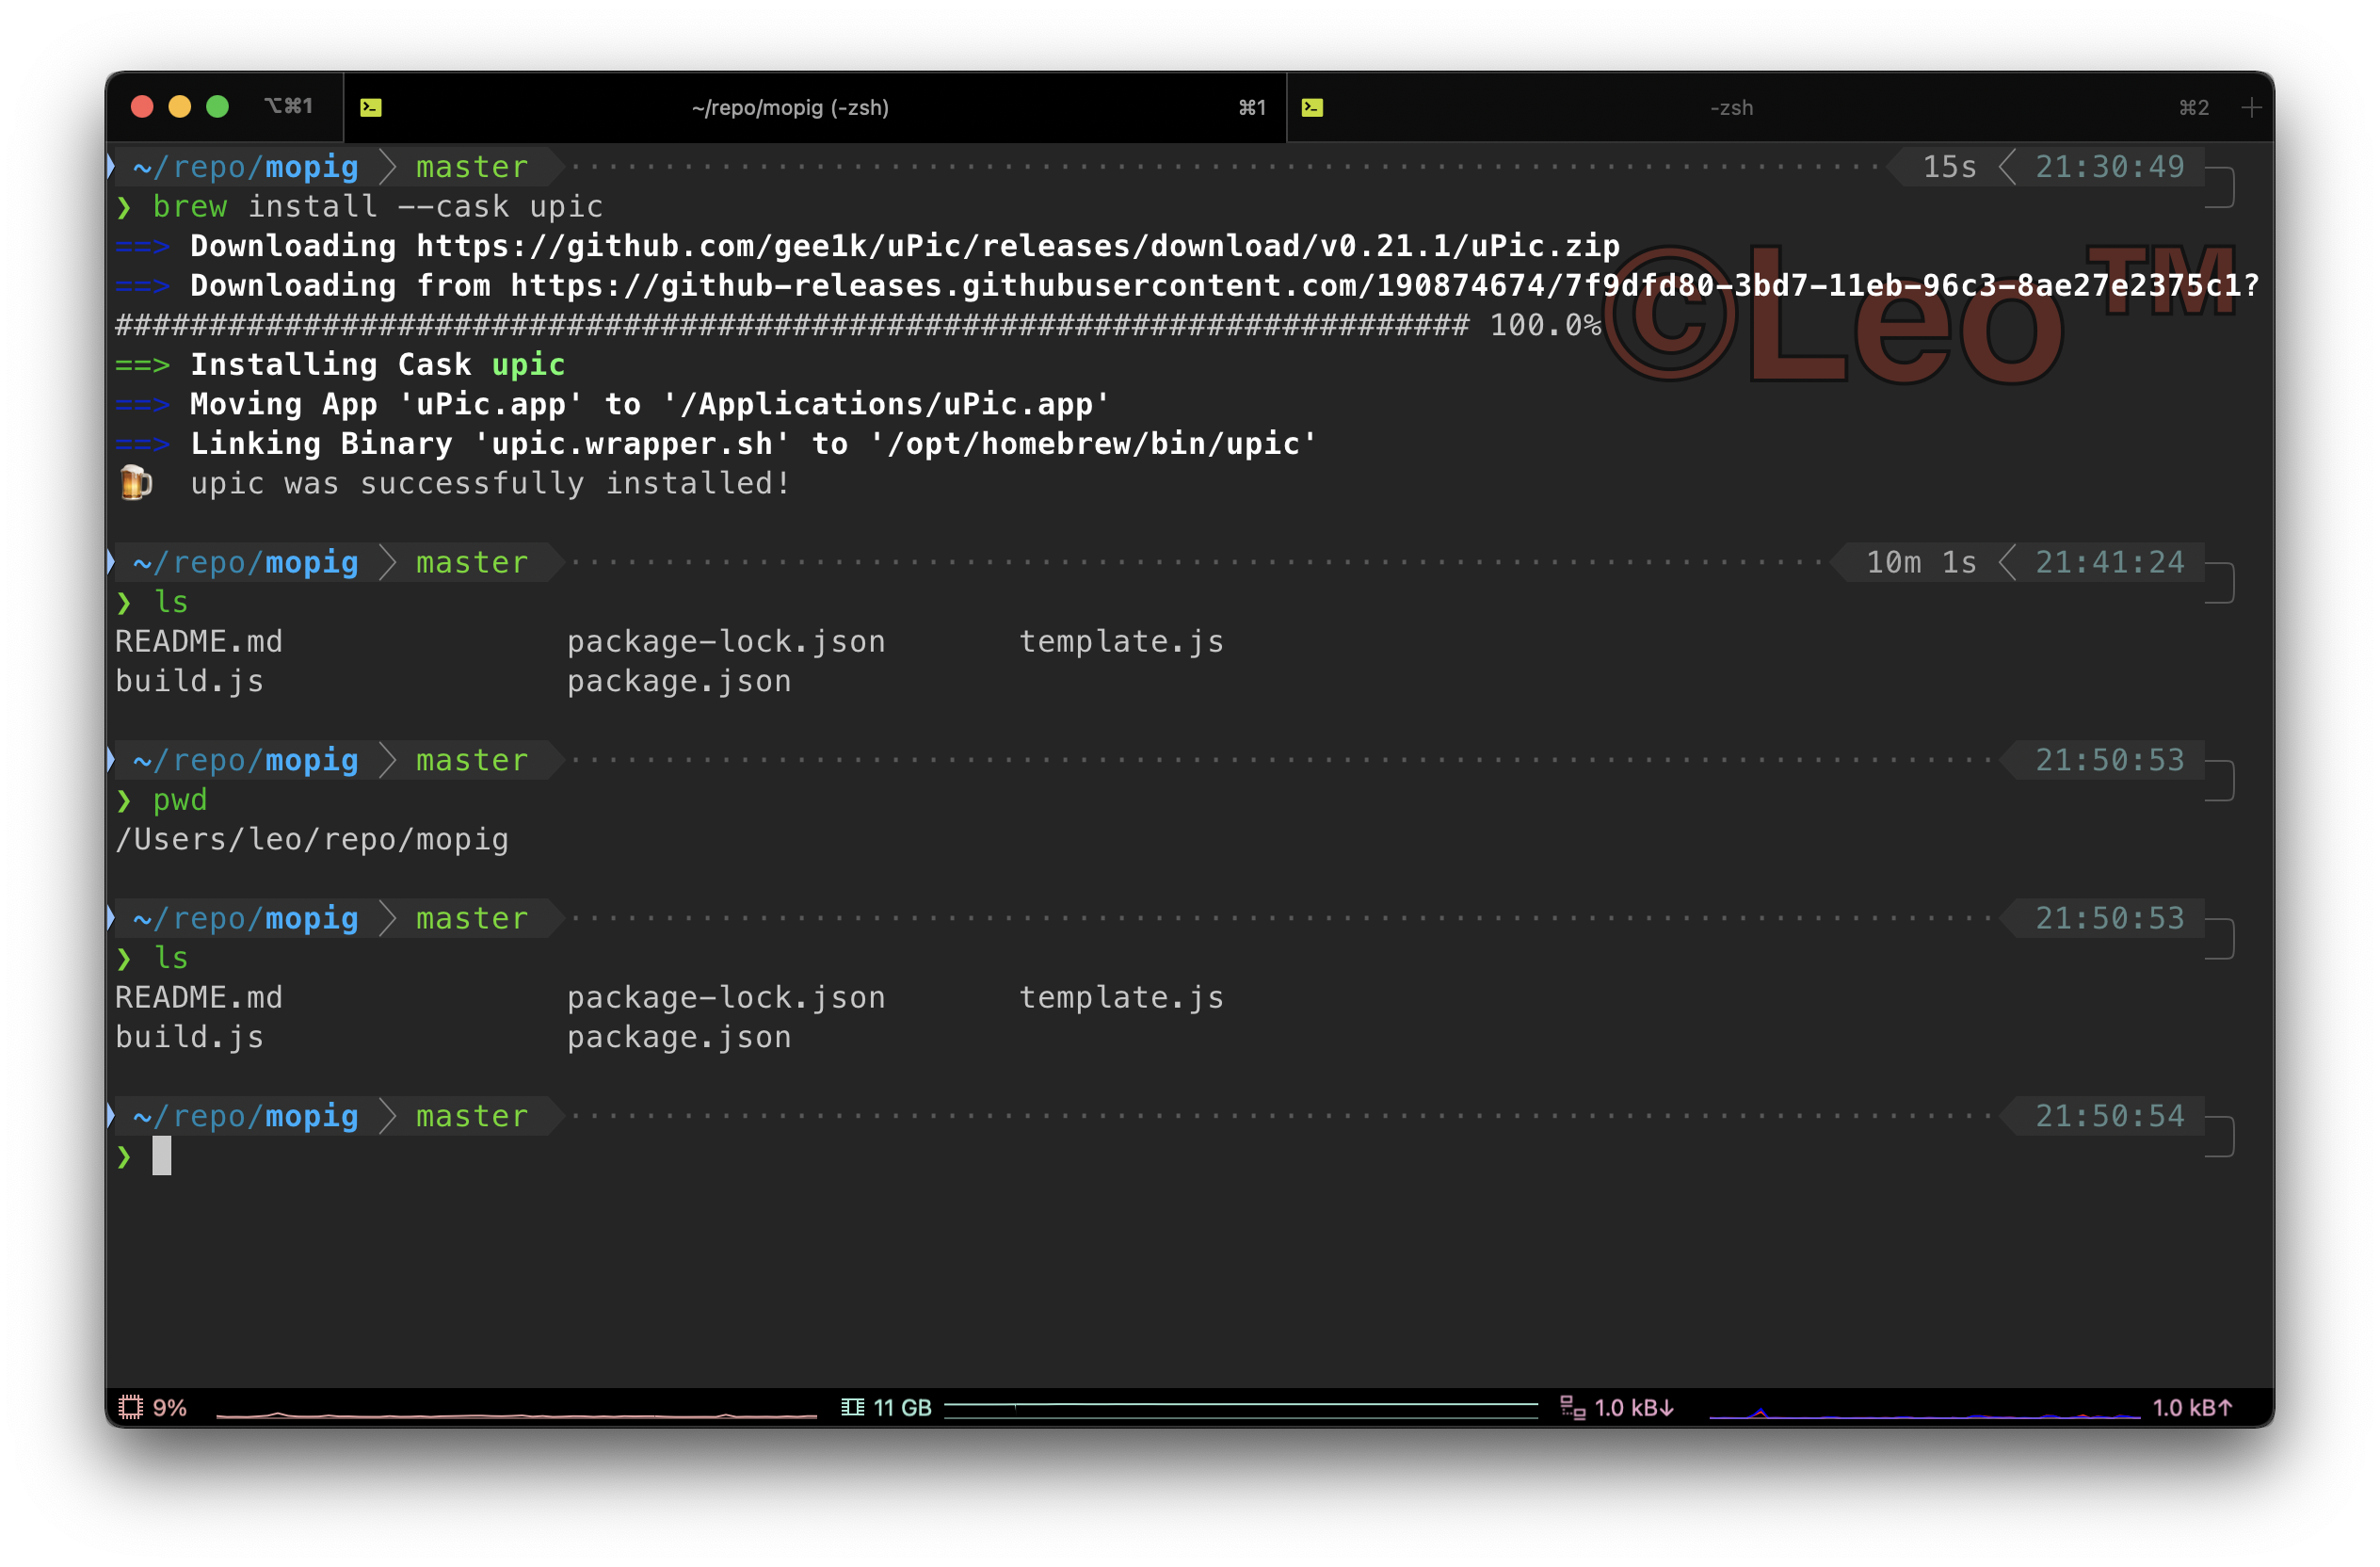 ⌥⌘1 ~/repo/mopig (-zsh) ⌘1 -zsh ⌘2 +
~/repo/mopig master 15s 21:30:49
❯ brew install --cask upic
==> Downloading https://github.com/gee1k/uPic/releases/download/v0.21.1/uPic.zip
==> Downloading from https://github-releases.githubusercontent.com/190874674/7f9dfd80-3bd7-11eb-96c3-8ae27e2375c1?
######################################################################## 100.0%
©Leo™
==> Installing Cask upic
==> Moving App 'uPic.app' to '/Applications/uPic.app'
==> Linking Binary 'upic.wrapper.sh' to '/opt/homebrew/bin/upic'
🍺 upic was successfully installed!
~/repo/mopig master 10m 1s 21:41:24
❯ ls
README.md package-lock.json template.js
build.js package.json
~/repo/mopig master 21:50:53
❯ pwd
/Users/leo/repo/mopig
~/repo/mopig master 21:50:53
❯ ls
README.md package-lock.json template.js
build.js package.json
~/repo/mopig master 21:50:54
❯
9% 11 GB 1.0 kB↓ 1.0 kB↑